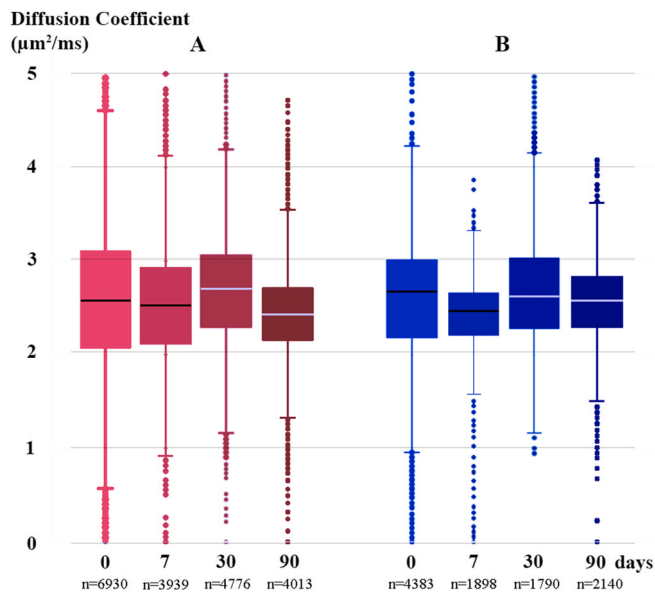 Diffusion Coefficient
(µm²/ms)
A
B
5
4
3
2
1
0
0 7 30 90 0 7 30 90 days
n=6930 n=3939 n=4776 n=4013 n=4383 n=1898 n=1790 n=2140